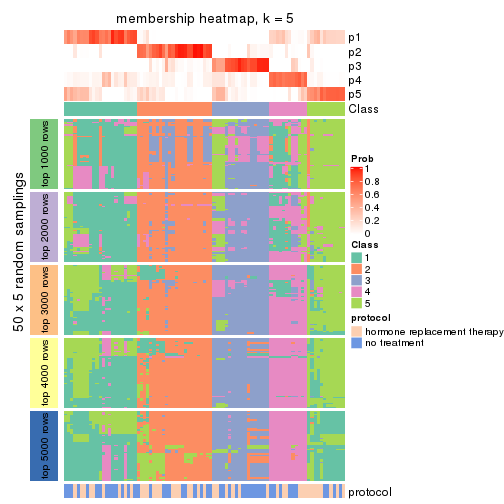 membership heatmap, k = 5
p1
p2
p3
p4
p5
Class
50 x 5 random samplings
top 1000 rows
top 2000 rows
top 3000 rows
top 4000 rows
top 5000 rows
protocol
Prob
1
0.8
0.6
0.4
0.2
0
Class
1
2
3
4
5
protocol
hormone replacement therapy
no treatment